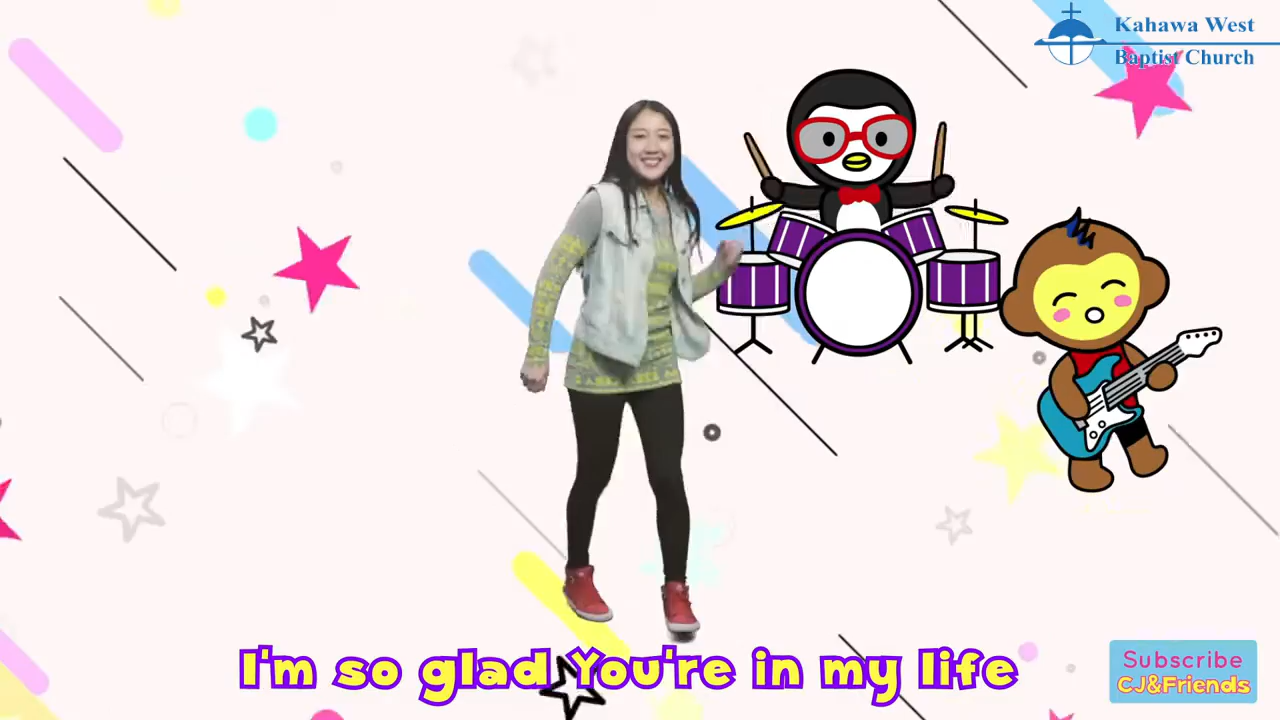 Kahawa West
Baptist Church
I'm so glad You're in my life
Subscribe
CJ&Friends